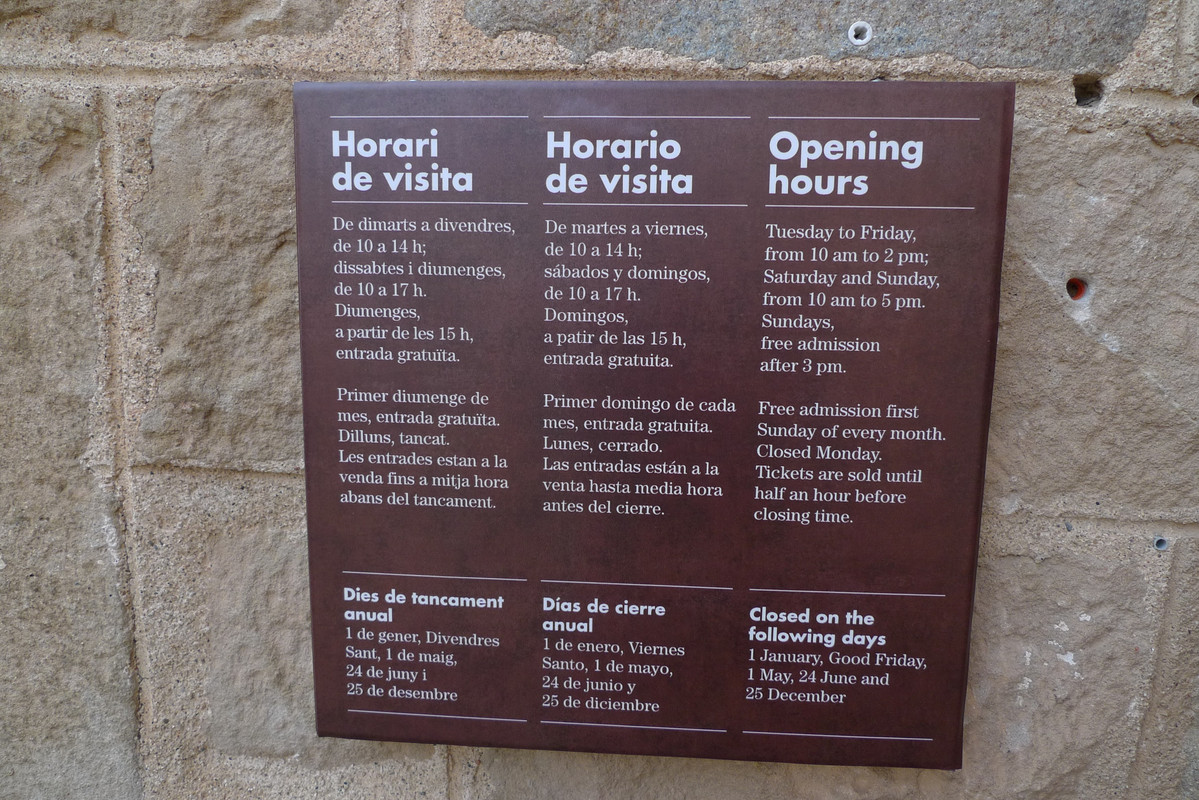 Horari
de visita
De dimarts a divendres,
de 10 a 14 h;
dissabtes i diumenges,
de 10 a 17 h.
Diumenges,
a partir de les 15 h,
entrada gratuïta.
Primer diumenge de
mes, entrada gratuïta.
Dilluns, tancat.
Les entrades estan a la
venda fins a mitja hora
abans del tancament.
Dies de tancament
anual
1 de gener, Divendres
Sant, 1 de maig,
24 de juny i
25 de desembre
Horario
de visita
De martes a viernes,
de 10 a 14 h;
sábados y domingos,
de 10 a 17 h.
Domingos,
a patir de las 15 h,
entrada gratuita.
Primer domingo de cada
mes, entrada gratuita.
Lunes, cerrado.
Las entradas están a la
venta hasta media hora
antes del cierre.
Días de cierre
anual
1 de enero, Viernes
Santo, 1 de mayo,
24 de junio y
25 de diciembre
Opening
hours
Tuesday to Friday,
from 10 am to 2 pm;
Saturday and Sunday,
from 10 am to 5 pm.
Sundays,
free admission
after 3 pm.
Free admission first
Sunday of every month.
Closed Monday.
Tickets are sold until
half an hour before
closing time.
Closed on the
following days
1 January, Good Friday,
1 May, 24 June and
25 December